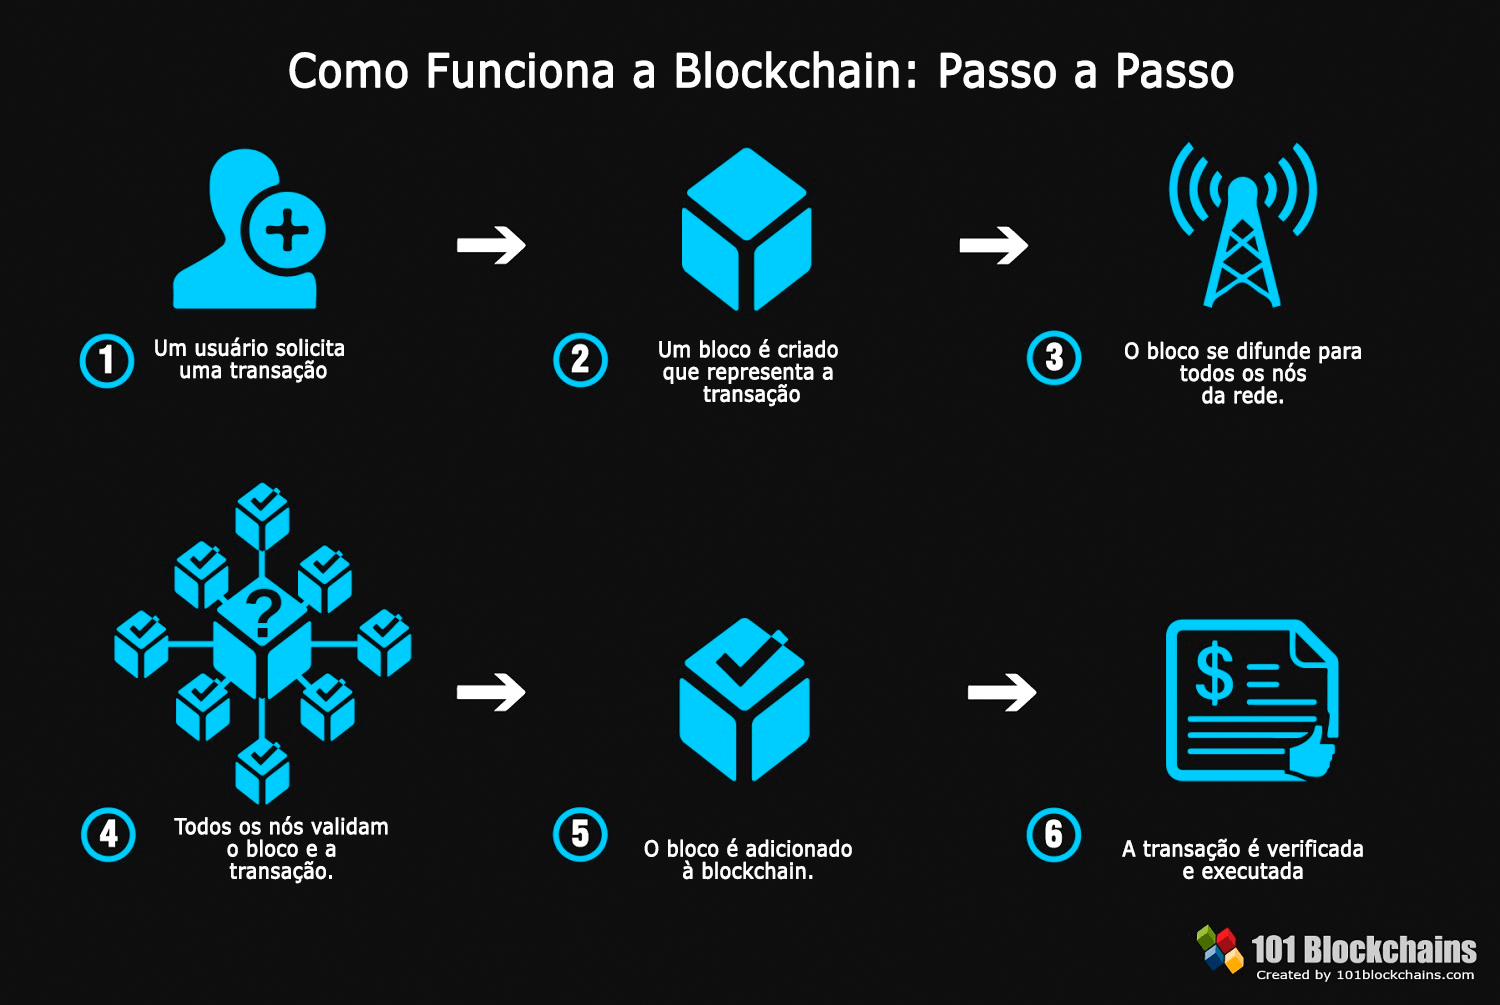 Como Funciona a Blockchain: Passo a Passo
1
Um usuário solicita
uma transação
2
Um bloco é criado
que representa a
transação
3
O bloco se difunde para
todos os nós
da rede.
?
4
Todos os nós validam
o bloco e a
transação.
5
O bloco é adicionado
à blockchain.
$
6
A transação é verificada
e executada
101 Blockchains
Created by 101blockchains.com